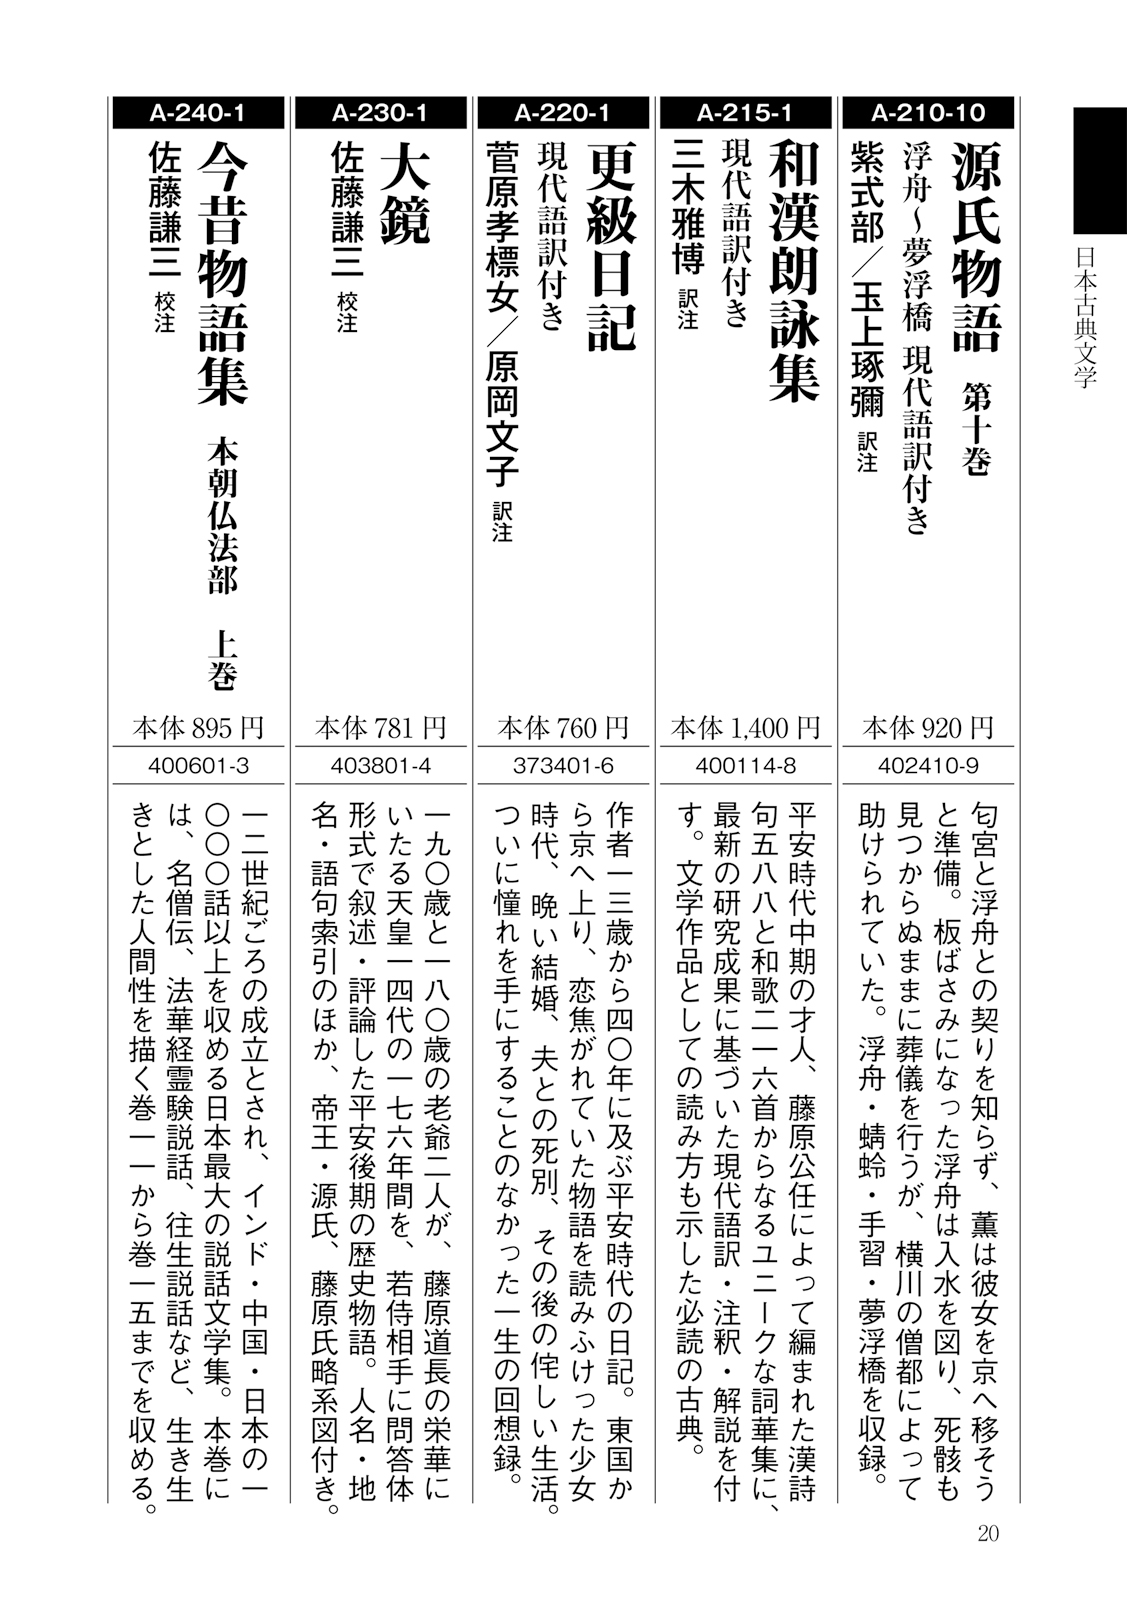 日本古典文学
A-210-10
源氏物語 第十巻
浮舟〜夢浮橋 現代語訳付き
紫式部／玉上琢彌 訳注
本体920円
402410-9
匂宮と浮舟との契りを知らず、薫は彼女を京へ移そう
と準備。板ばさみになった浮舟は入水を図り、死骸も
見つからぬままに葬儀を行うが、横川の僧都によって
助けられていた。浮舟・蜻蛉・手習・夢浮橋を収録。
A-215-1
和漢朗詠集
現代語訳付き
三木雅博 訳注
本体1,400円
400114-8
平安時代中期の才人、藤原公任によって編まれた漢詩
句五八八と和歌二一六首からなるユニークな詞華集に、
最新の研究成果に基づいた現代語訳・注釈・解説を付
す。文学作品としての読み方も示した必読の古典。
A-220-1
更級日記
現代語訳付き
菅原孝標女／原岡文子 訳注
本体760円
373401-6
作者一三歳から四〇年に及ぶ平安時代の日記。東国か
ら京へ上り、恋焦がれていた物語を読みふけった少女
時代、晩い結婚、夫との死別、その後の侘しい生活。
ついに憧れを手にすることのなかった一生の回想録。
A-230-1
大鏡
佐藤謙三 校注
本体781円
403801-4
一九〇歳と一八〇歳の老爺二人が、藤原道長の栄華に
いたる天皇一四代の一七六年間を、若侍相手に問答体
形式で叙述・評論した平安後期の歴史物語。人名・地
名・語句索引のほか、帝王・源氏、藤原氏略系図付き。
A-240-1
今昔物語集 本朝仏法部 上巻
佐藤謙三 校注
本体895円
400601-3
一二世紀ごろの成立とされ、インド・中国・日本の一
〇〇〇話以上を収める日本最大の説話文学集。本巻に
は、名僧伝、法華経霊験説話、往生説話など、生き生
きとした人間性を描く巻一一から巻一五までを収める。
20